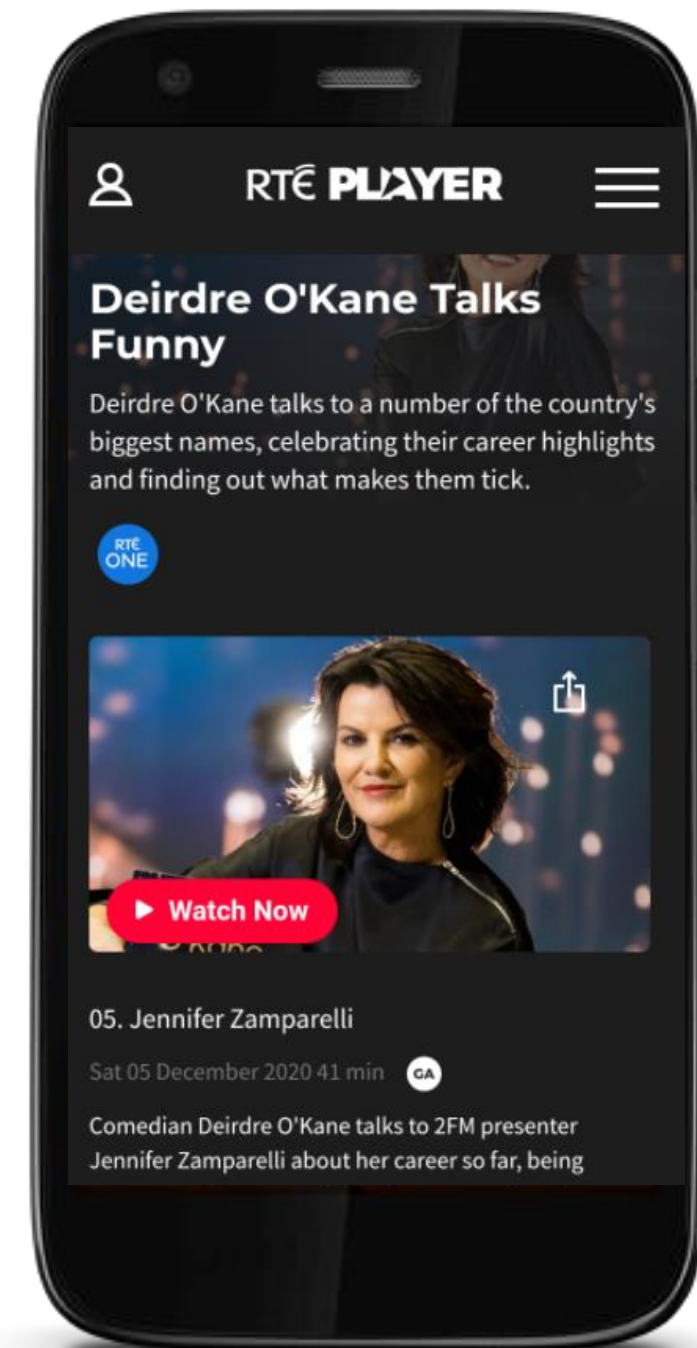 RTÉ PLAYER
Deirdre O'Kane Talks
Funny
Deirdre O'Kane talks to a number of the country's
biggest names, celebrating their career highlights
and finding out what makes them tick.
RTÉ
ONE
Watch Now
05. Jennifer Zamparelli
Sat 05 December 2020 41 min GA
Comedian Deirdre O'Kane talks to 2FM presenter
Jennifer Zamparelli about her career so far, being